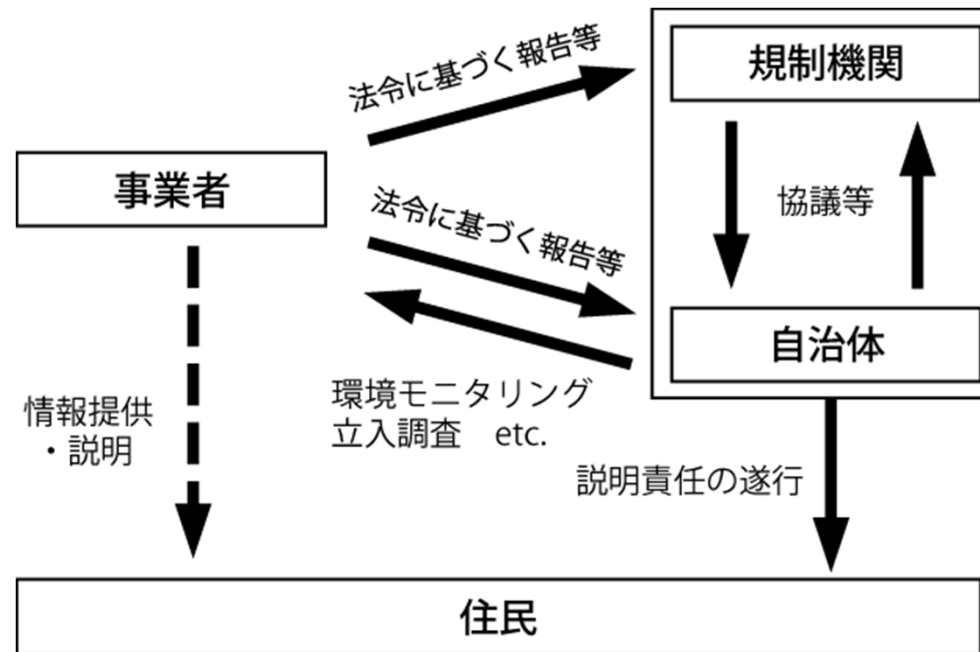 法令に基づく報告等
規制機関
事業者
協議等
法令に基づく報告等
自治体
環境モニタリング
立入調査　etc.
情報提供
・説明
説明責任の遂行
住民